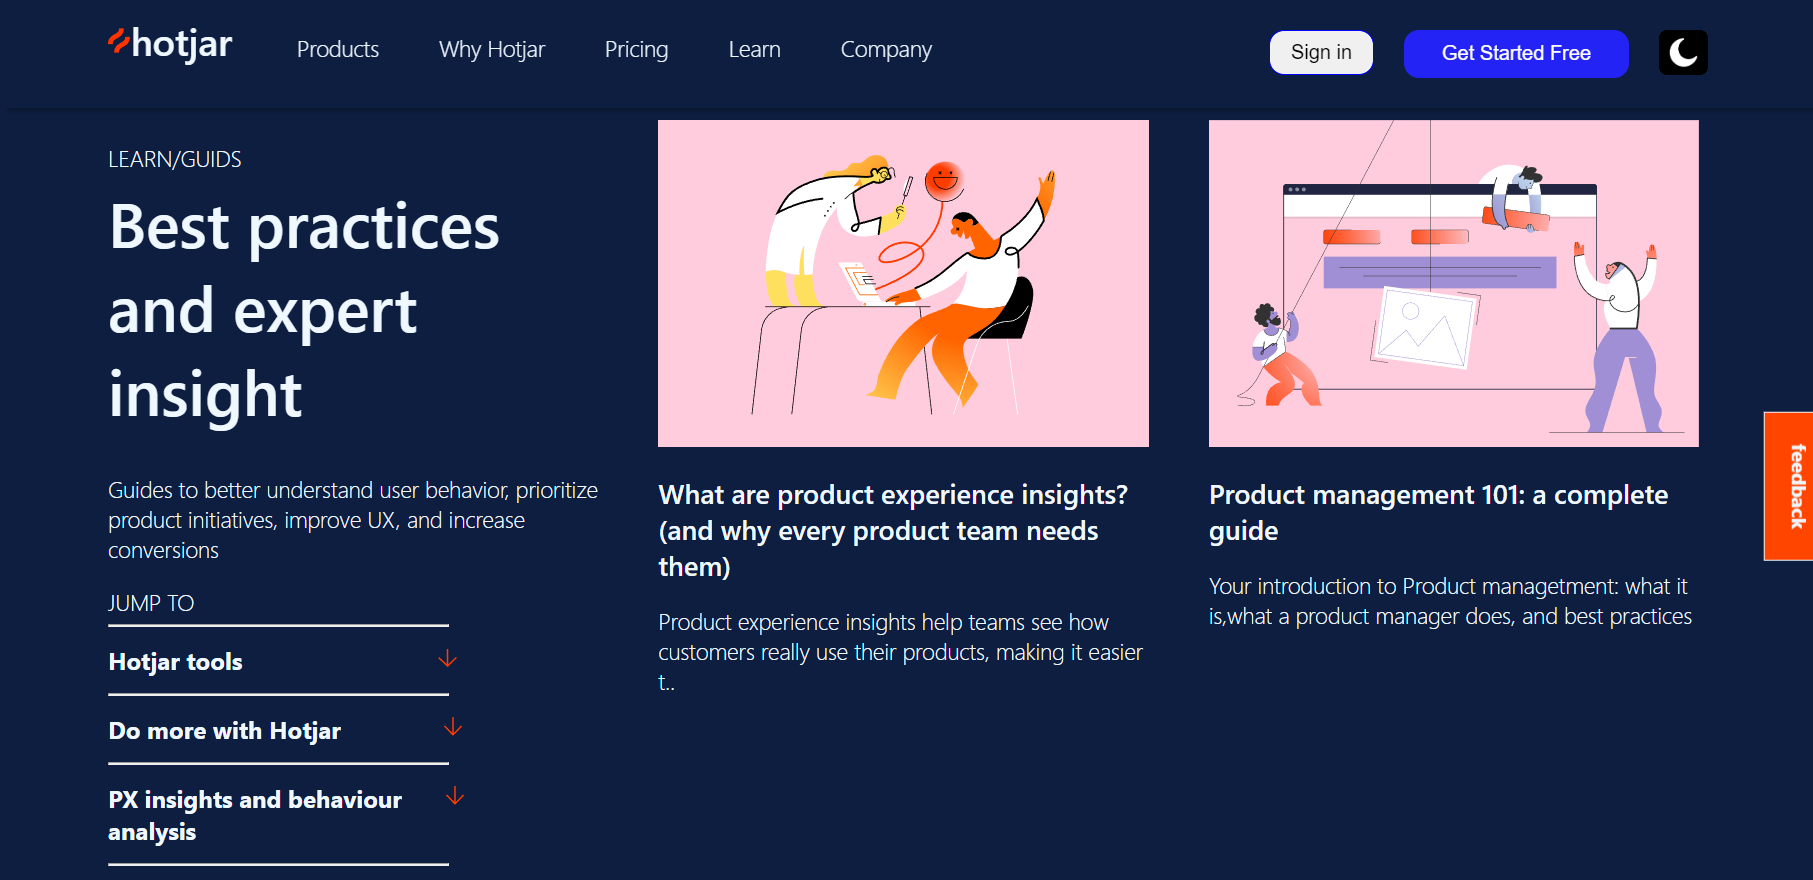 hotjar
Products
Why Hotjar
Pricing
Learn
Company
Sign in
Get Started Free
LEARN/GUIDS
Best practices
and expert
insight
Guides to better understand user behavior, prioritize
product initiatives, improve UX, and increase
conversions
JUMP TO
Hotjar tools
Do more with Hotjar
PX insights and behaviour
analysis
What are product experience insights?
(and why every product team needs
them)
Product experience insights help teams see how
customers really use their products, making it easier
t..
Product management 101: a complete
guide
Your introduction to Product managetment: what it
is,what a product manager does, and best practices
feedback